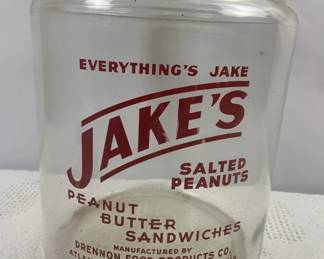 EVERYTHING'S JAKE
JAKE'S
SALTED
PEANUTS
PEANUT
BUTTER
SANDWICHES
MANUFACTURED BY
DRENNON FOOD PRODUCTS CO.